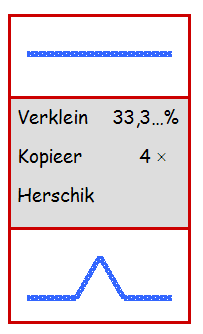 Verklein 33,3...%
Kopieer 4 ×
Herschik